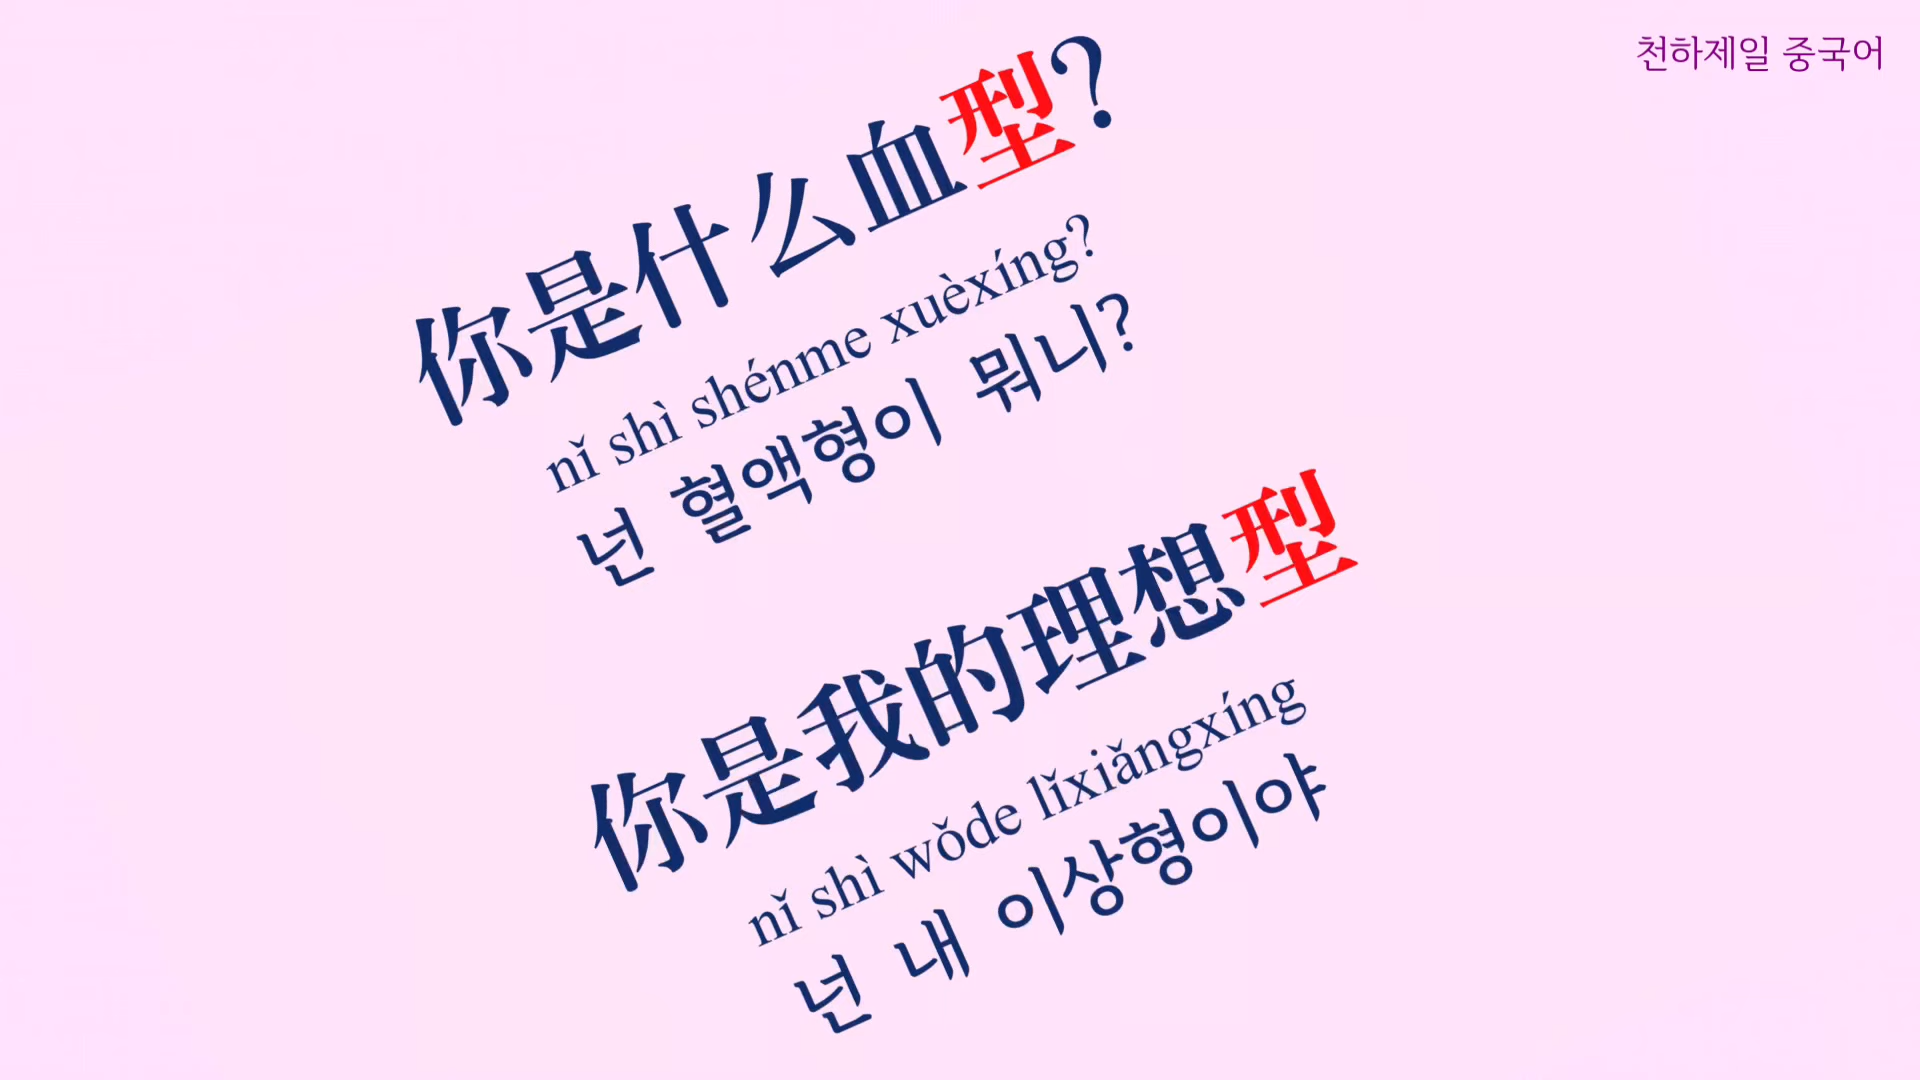 천하제일 중국어
你是什么血型?
nǐ shì shénme xuèxíng?
넌 혈액형이 뭐니?
你是我的理想型
nǐ shì wǒde lǐxiǎngxíng
넌 내 이상형이야